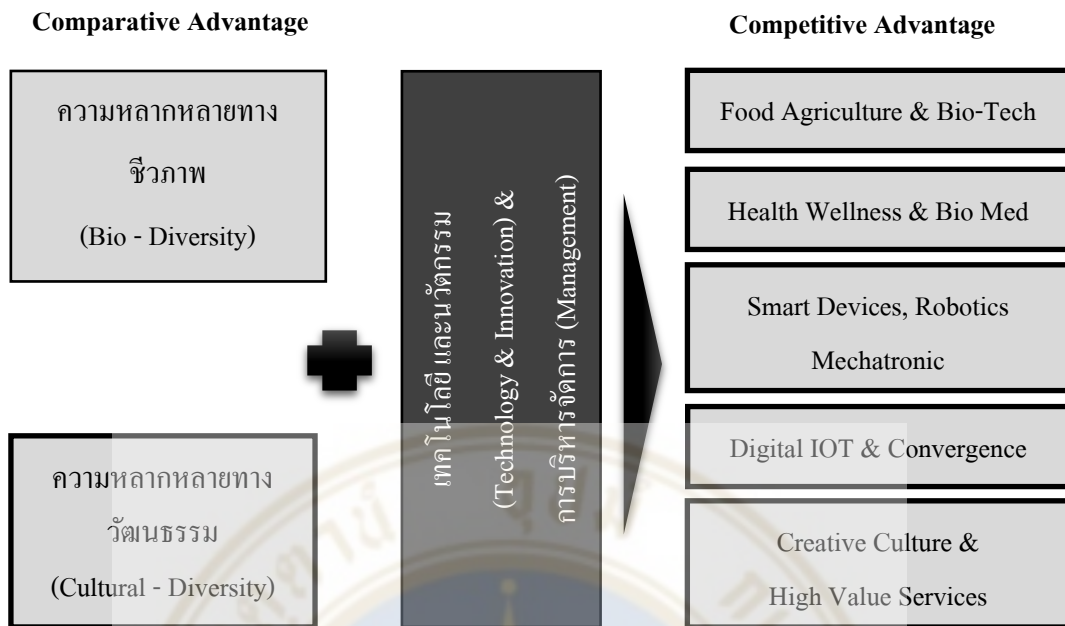 Comparative Advantage
ความหลากหลายทาง
ชีวภาพ
(Bio - Diversity)
ความหลากหลายทาง
วัฒนธรรม
(Cultural - Diversity)
เทคโนโลยี และนวัตกรรม
(Technology & Innovation) &
การบริหารจัดการ (Management)
Competitive Advantage
Food Agriculture & Bio-Tech
Health Wellness & Bio Med
Smart Devices, Robotics
Mechatronic
Digital IOT & Convergence
Creative Culture &
High Value Services